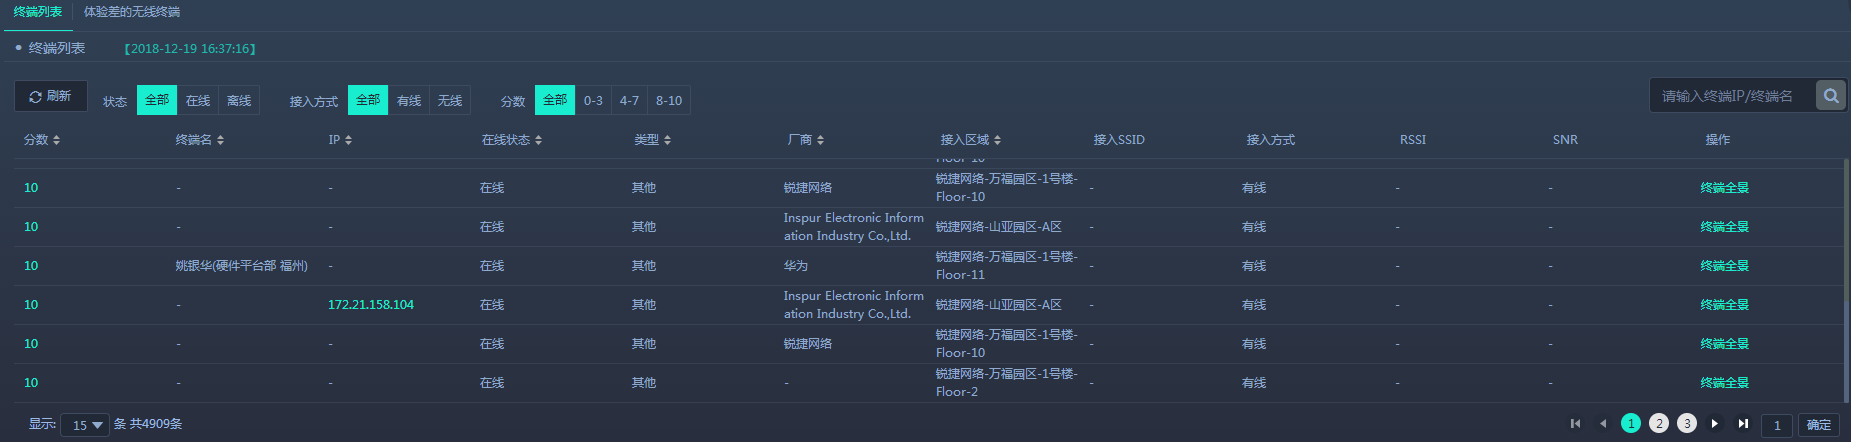 终端列表 体验差的无线终端
终端列表 【2018-12-19 16:37:16】
刷新 状态 全部 在线 离线 接入方式 全部 有线 无线 分数 全部 0-3 4-7 8-10 请输入终端IP/终端名
分数 终端名 IP 在线状态 类型 厂商 接入区域 接入SSID 接入方式 RSSI SNR 操作
Floor-10
10 - - 在线 其他 锐捷网络 锐捷网络-万福园区-1号楼- - 有线 - - 终端全景
Floor-10
10 - - 在线 其他 Inspur Electronic Inform 锐捷网络-山亚园区-A区 - 有线 - - 终端全景
ation Industry Co.,Ltd.
10 姚银华(硬件平台部 福州) - 在线 其他 华为 锐捷网络-万福园区-1号楼- - 有线 - - 终端全景
Floor-11
10 - 172.21.158.104 在线 其他 Inspur Electronic Inform 锐捷网络-山亚园区-A区 - 有线 - - 终端全景
ation Industry Co.,Ltd.
10 - - 在线 其他 锐捷网络 锐捷网络-万福园区-1号楼- - 有线 - - 终端全景
Floor-10
10 - - 在线 其他 - 锐捷网络-万福园区-1号楼- - 有线 - - 终端全景
Floor-2
显示: 15 条 共4909条 1 2 3 1 确定